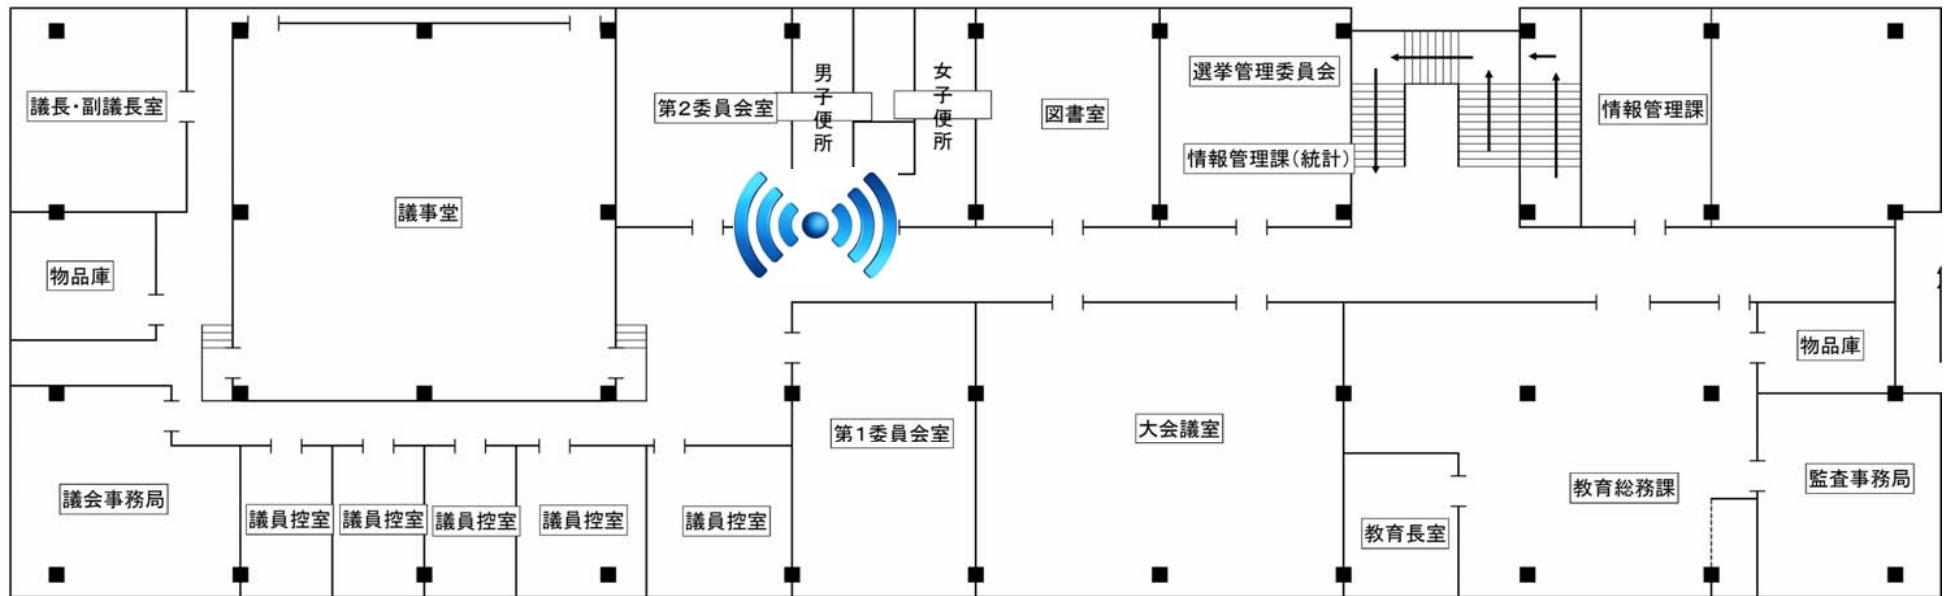 議長・副議長室
第2委員会室
男子便所
女子便所
図書室
選挙管理委員会
情報管理課(統計)
情報管理課
議事堂
物品庫
物品庫
議会事務局
議員控室
議員控室
議員控室
議員控室
議員控室
第1委員会室
大会議室
教育長室
教育総務課
監査事務局